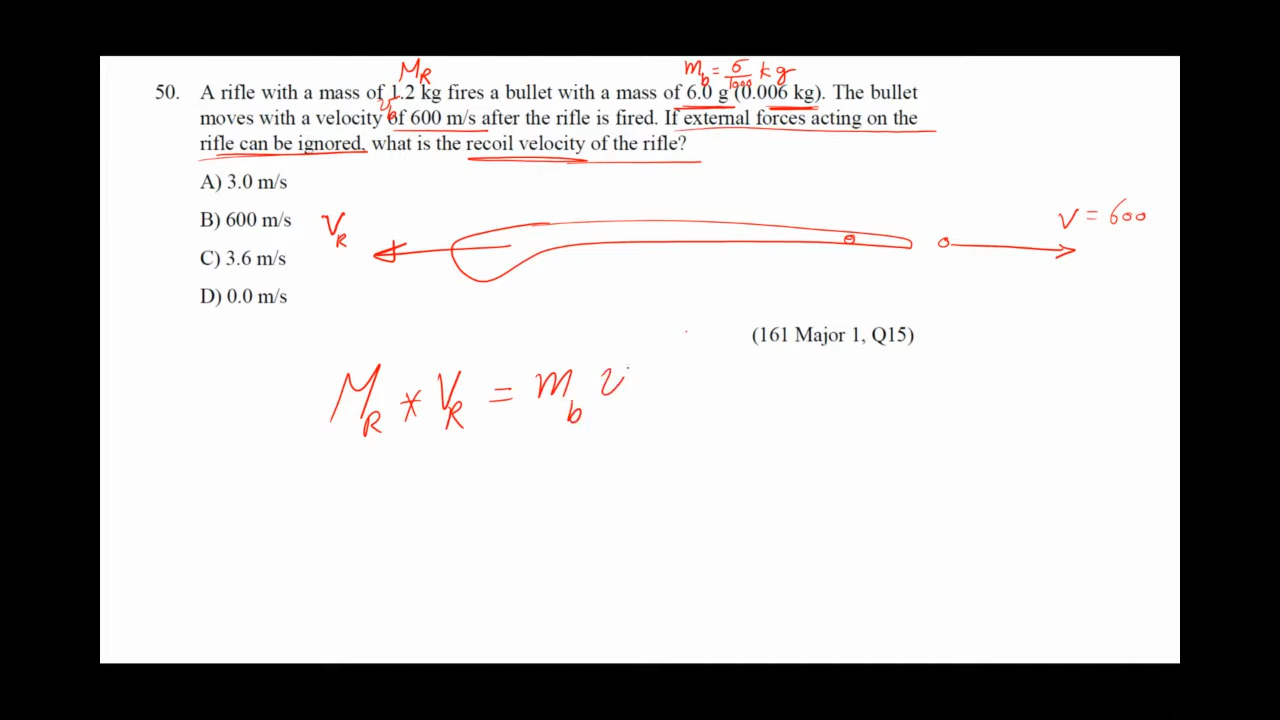 M_R
m_b = 6/1000 kg
50. A rifle with a mass of 1.2 kg fires a bullet with a mass of 6.0 g (0.006 kg). The bullet
v_b
moves with a velocity of 600 m/s after the rifle is fired. If external forces acting on the
rifle can be ignored, what is the recoil velocity of the rifle?
A) 3.0 m/s
B) 600 m/s
V_R
V = 600
C) 3.6 m/s
D) 0.0 m/s
(161 Major 1, Q15)
M_R * V_R = m_b v